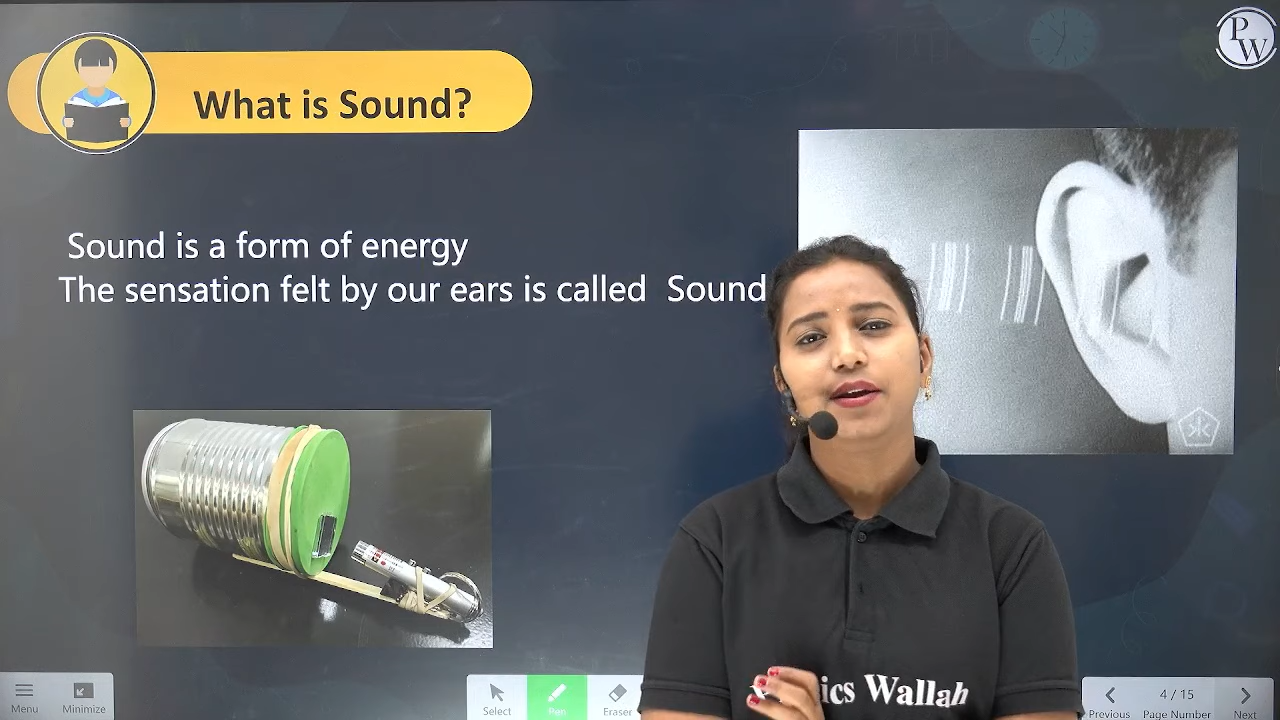 PW
What is Sound?
Sound is a form of energy
The sensation felt by our ears is called Sound
ics Wallah
Menu
Minimize
Select
Pen
Eraser
Previous
4 / 15
Page Number
Next